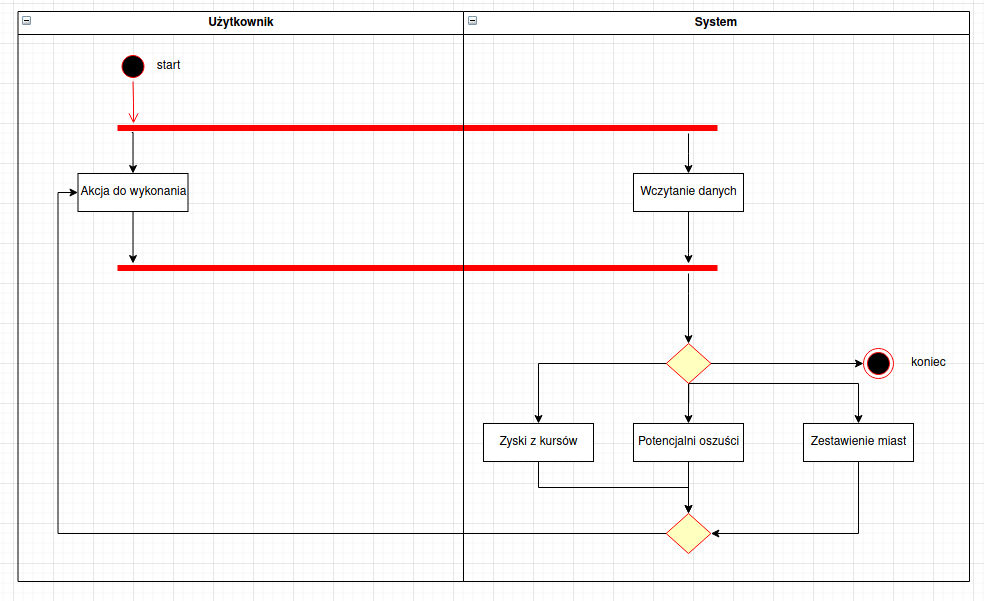 Użytkownik
System
start
Akcja do wykonania
Wczytanie danych
koniec
Zyski z kursów
Potencjalni oszuści
Zestawienie miast